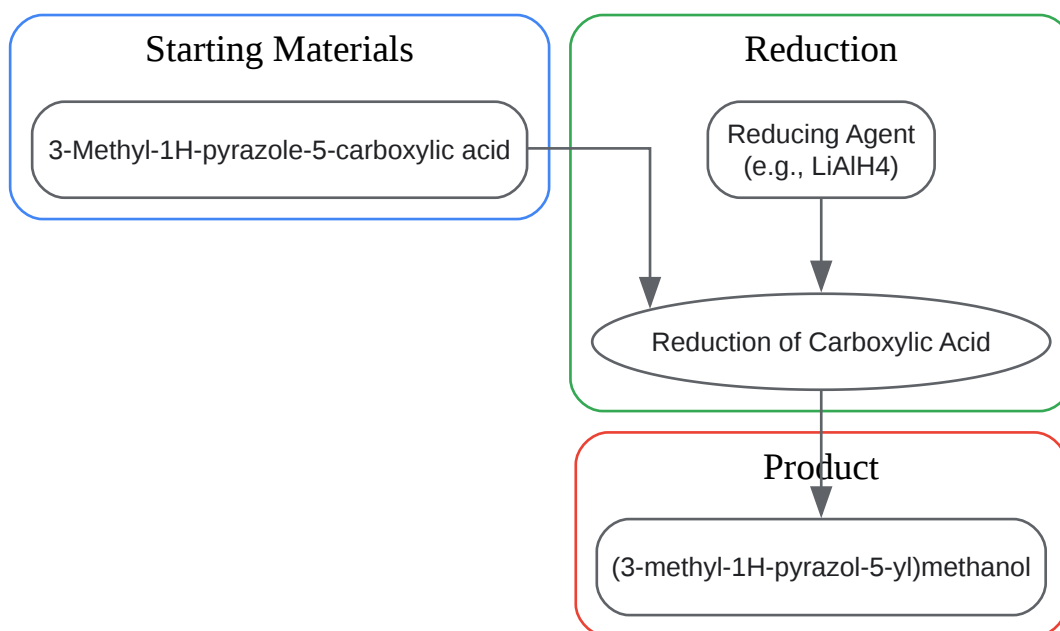 Starting Materials
3-Methyl-1H-pyrazole-5-carboxylic acid
Reduction
Reducing Agent
(e.g., LiAlH4)
Reduction of Carboxylic Acid
Product
(3-methyl-1H-pyrazol-5-yl)methanol